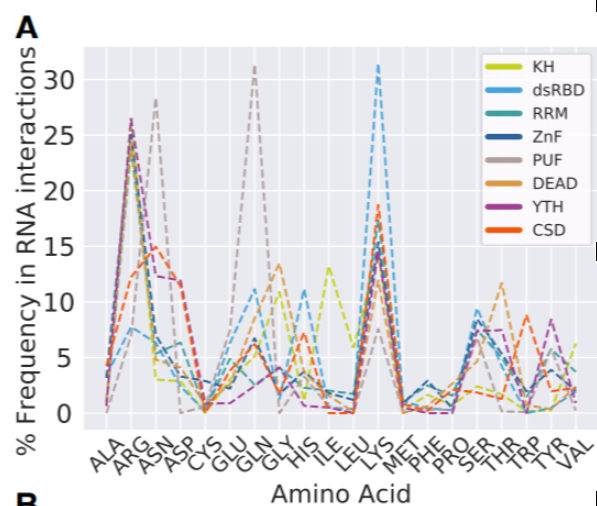 A
% Frequency in RNA interactions
30
25
20
15
10
5
0
KH
dsRBD
RRM
ZnF
PUF
DEAD
YTH
CSD
ALA
ARG
ASN
ASP
CYS
GLU
GLN
GLY
HIS
ILE
LEU
LYS
MET
PHE
PRO
SER
THR
TRP
TYR
VAL
Amino Acid
B